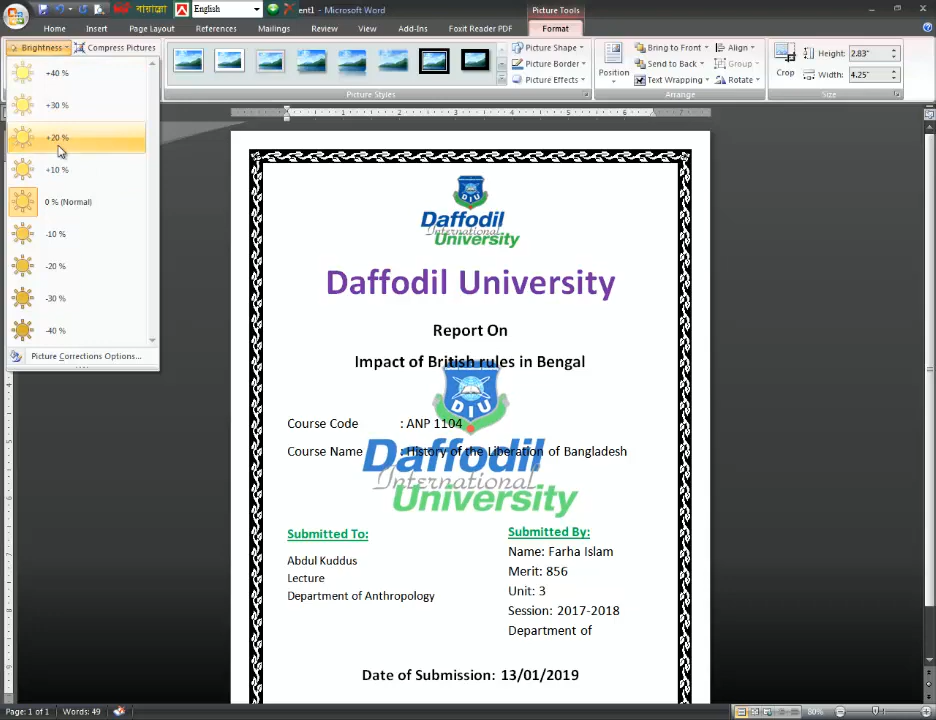 বায়ান্নো
English
ent1 - Microsoft Word
Picture Tools
Home
Insert
Page Layout
References
Mailings
Review
View
Add-Ins
Foxit Reader PDF
Format
Brightness
Compress Pictures
Picture Shape
Picture Border
Picture Effects
Picture Styles
Position
Bring to Front
Send to Back
Text Wrapping
Align
Group
Rotate
Arrange
Crop
Height: 2.83"
Width: 4.25"
Size
+40 %
+30 %
+20 %
+10 %
0 % (Normal)
-10 %
-20 %
-30 %
-40 %
Picture Corrections Options...
DIU
Daffodil
International
University
Daffodil University
Report On
Impact of British rules in Bengal
DIU
Course Code : ANP 1104
Course Name : History of the Liberation of Bangladesh
Daffodil
International
University
Submitted To:
Abdul Kuddus
Lecture
Department of Anthropology
Submitted By:
Name: Farha Islam
Merit: 856
Unit: 3
Session: 2017-2018
Department of
Date of Submission: 13/01/2019
Page: 1 of 1
Words: 49
80%